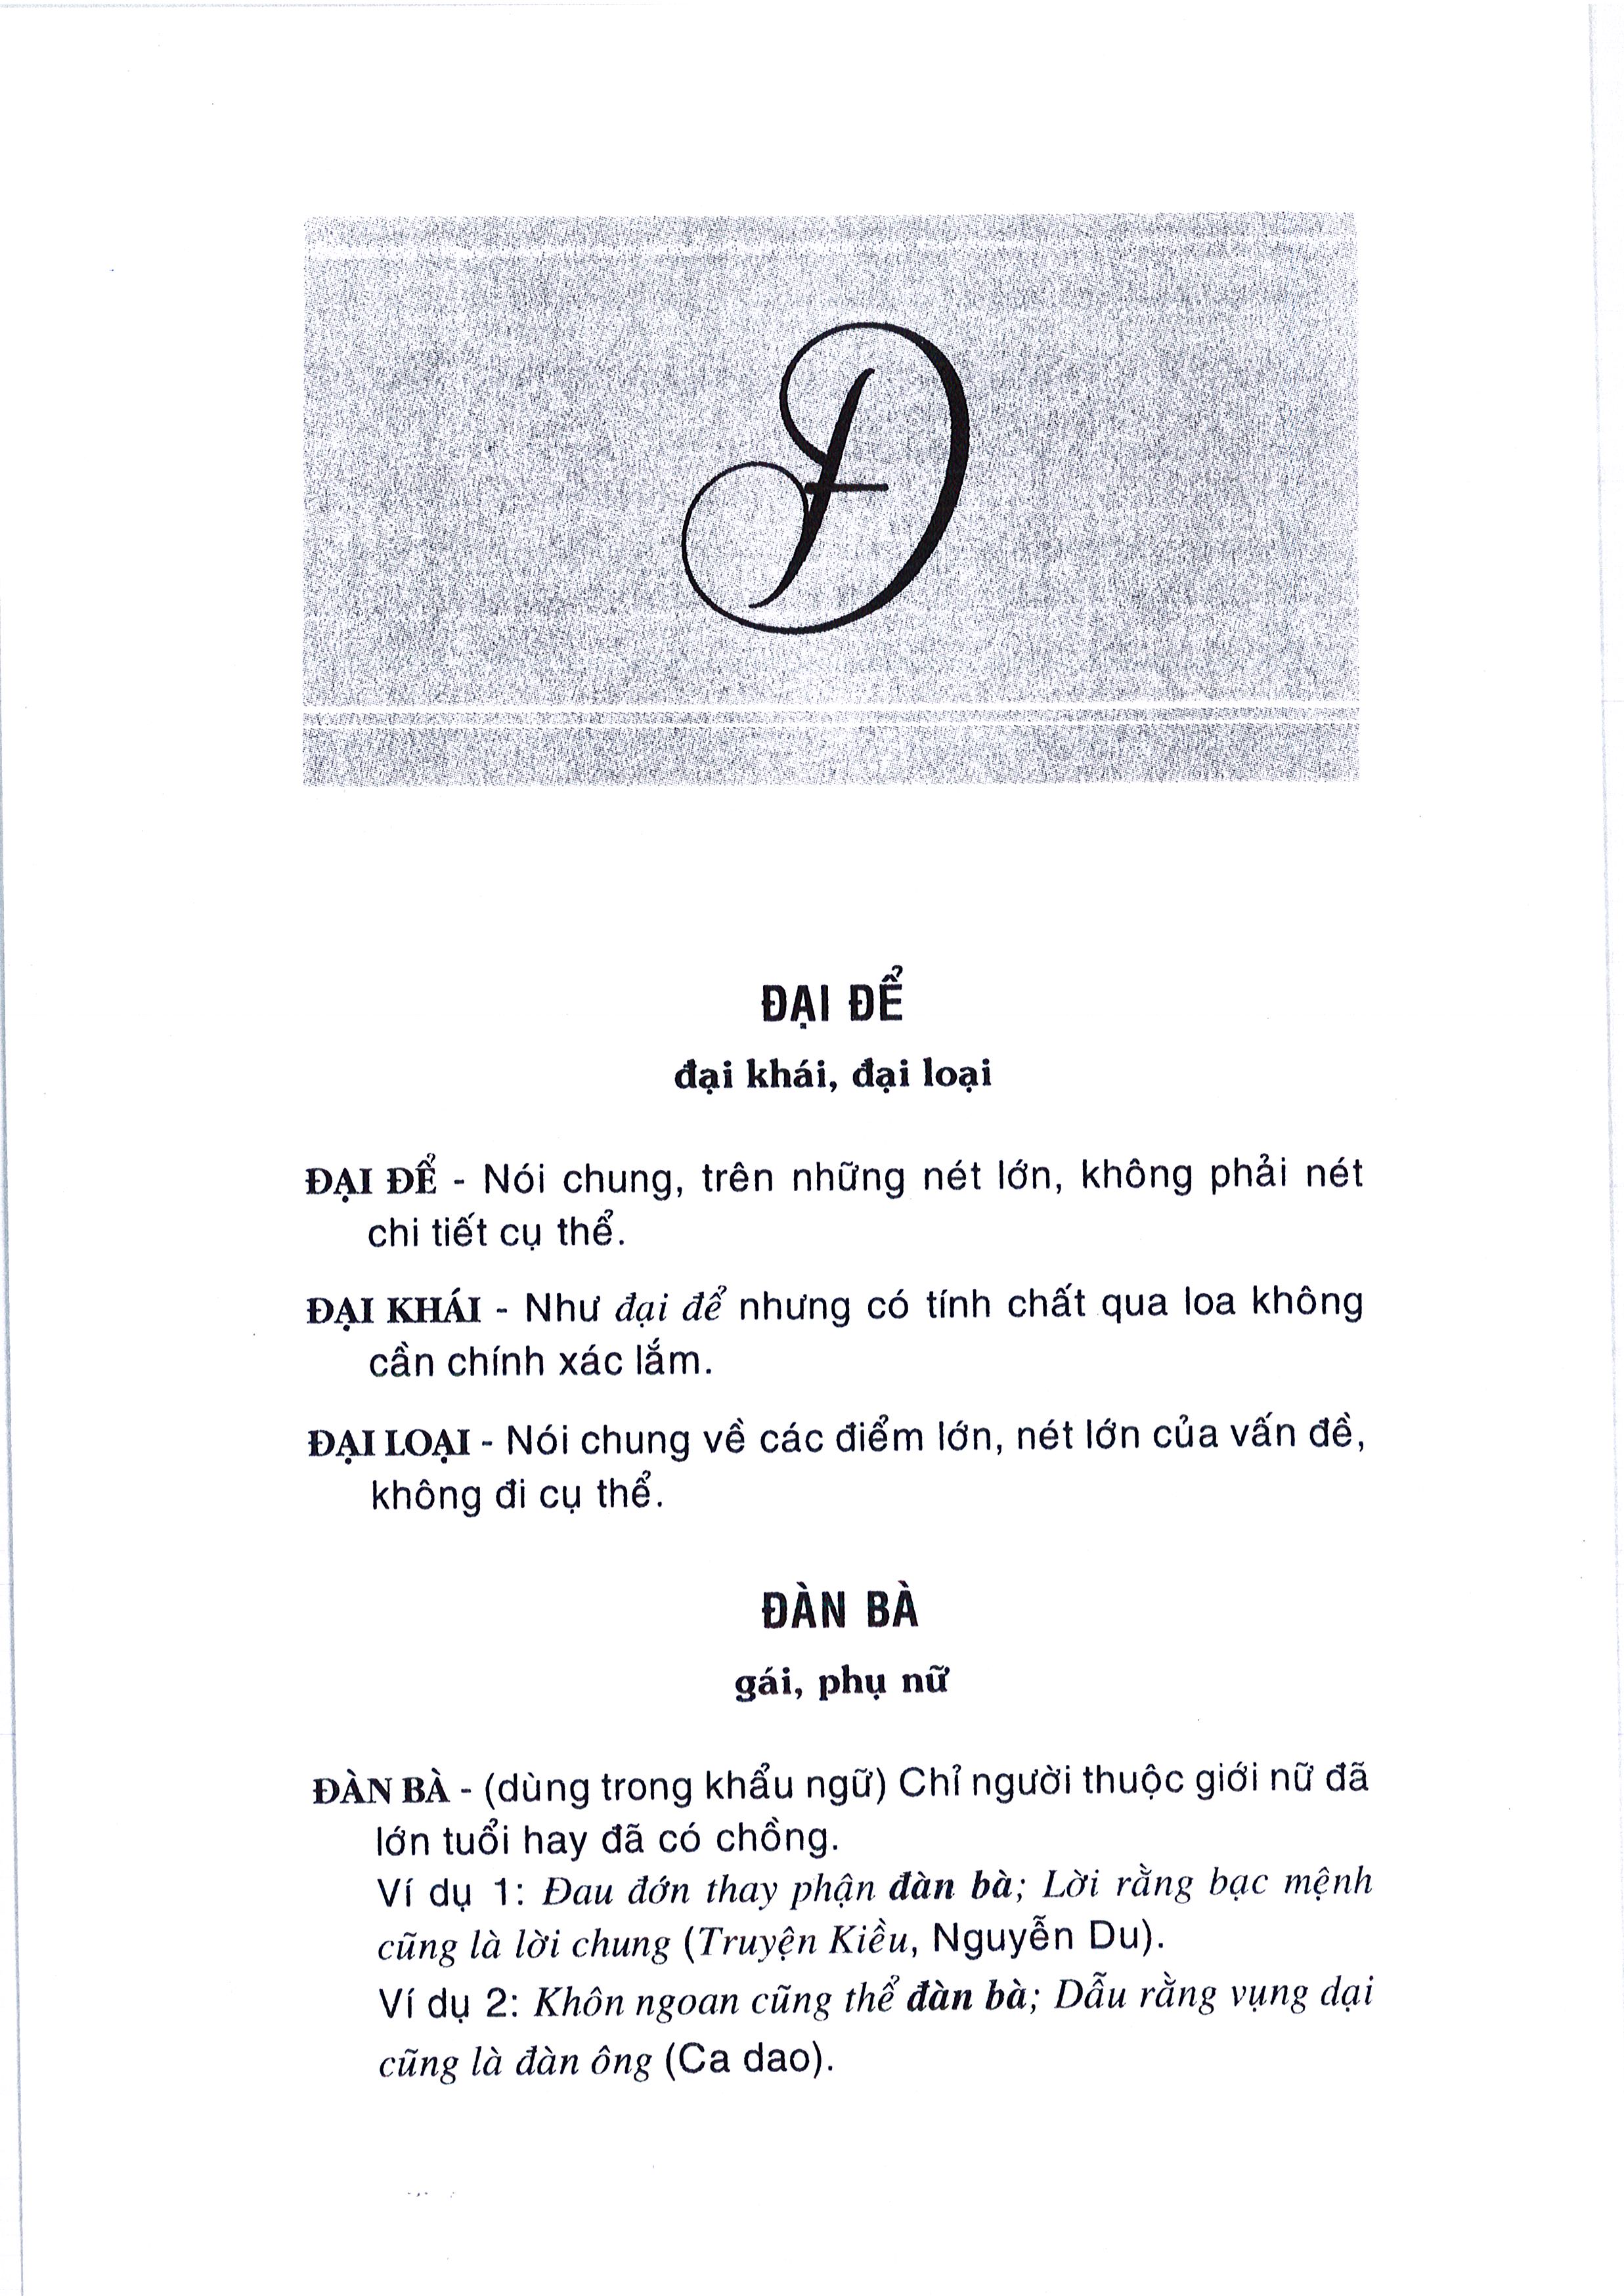 Đ
ĐẠI ĐỂ
đại khái, đại loại
ĐẠI ĐỂ - Nói chung, trên những nét lớn, không phải nét
chi tiết cụ thể.
ĐẠI KHÁI - Như đại để nhưng có tính chất qua loa không
cần chính xác lắm.
ĐẠI LOẠI - Nói chung về các điểm lớn, nét lớn của vấn đề,
không đi cụ thể.
ĐÀN BÀ
gái, phụ nữ
ĐÀN BÀ - (dùng trong khẩu ngữ) Chỉ người thuộc giới nữ đã
lớn tuổi hay đã có chồng.
Ví dụ 1: Đau đớn thay phận đàn bà; Lời rằng bạc mệnh
cũng là lời chung (Truyện Kiều, Nguyễn Du).
Ví dụ 2: Khôn ngoan cũng thể đàn bà; Dẫu rằng vụng dại
cũng là đàn ông (Ca dao).